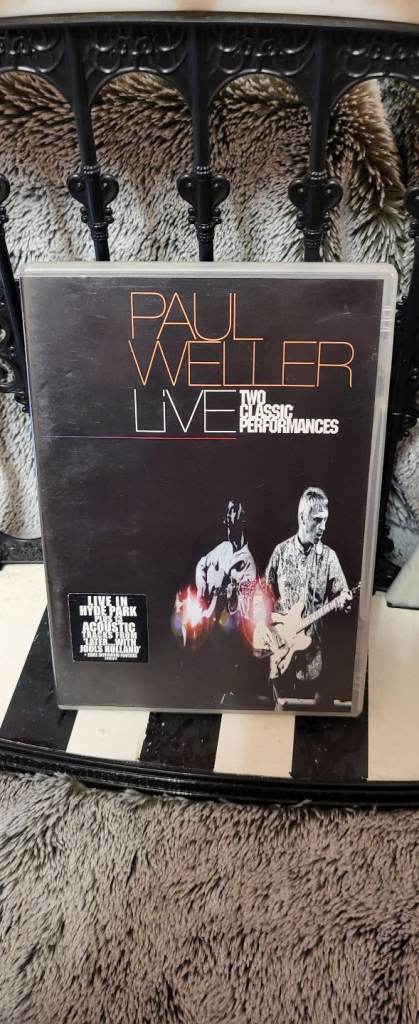 PAUL
WELLER
LIVE
TWO
CLASSIC
PERFORMANCES
LIVE IN
HYDE PARK
ACOUSTIC
TRACKS FROM
'LATER...WITH
JOOLS HOLLAND'